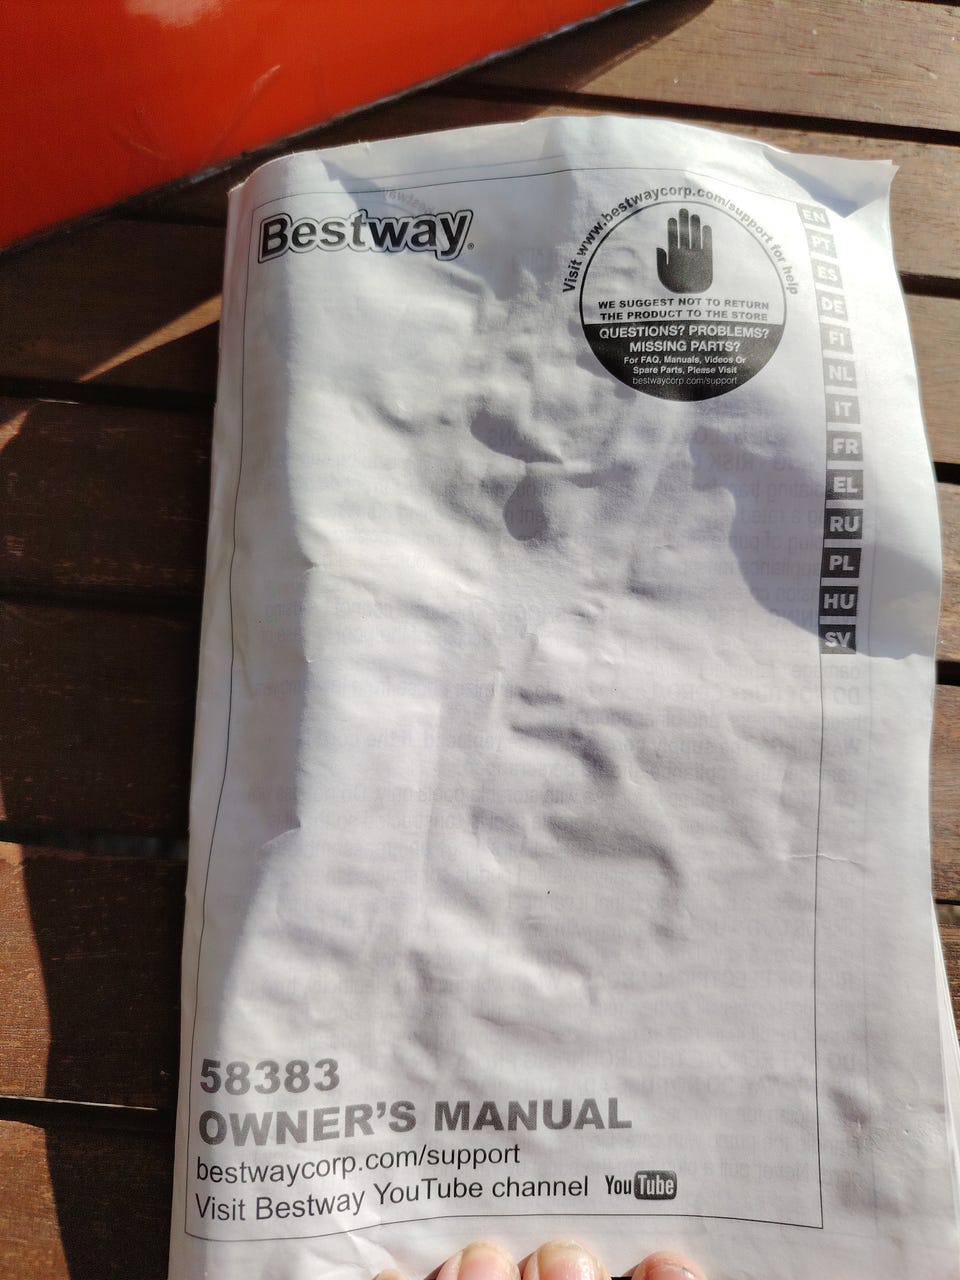 Bestway®
Visit www.bestwaycorp.com/support for help
WE SUGGEST NOT TO RETURN
THE PRODUCT TO THE STORE
QUESTIONS? PROBLEMS?
MISSING PARTS?
For FAQ, Manuals, Videos Or
Spare Parts, Please Visit
bestwaycorp.com/support
EN
PT
ES
DE
FI
NL
IT
FR
EL
RU
PL
HU
SV
58383
OWNER'S MANUAL
bestwaycorp.com/support
Visit Bestway YouTube channel YouTube